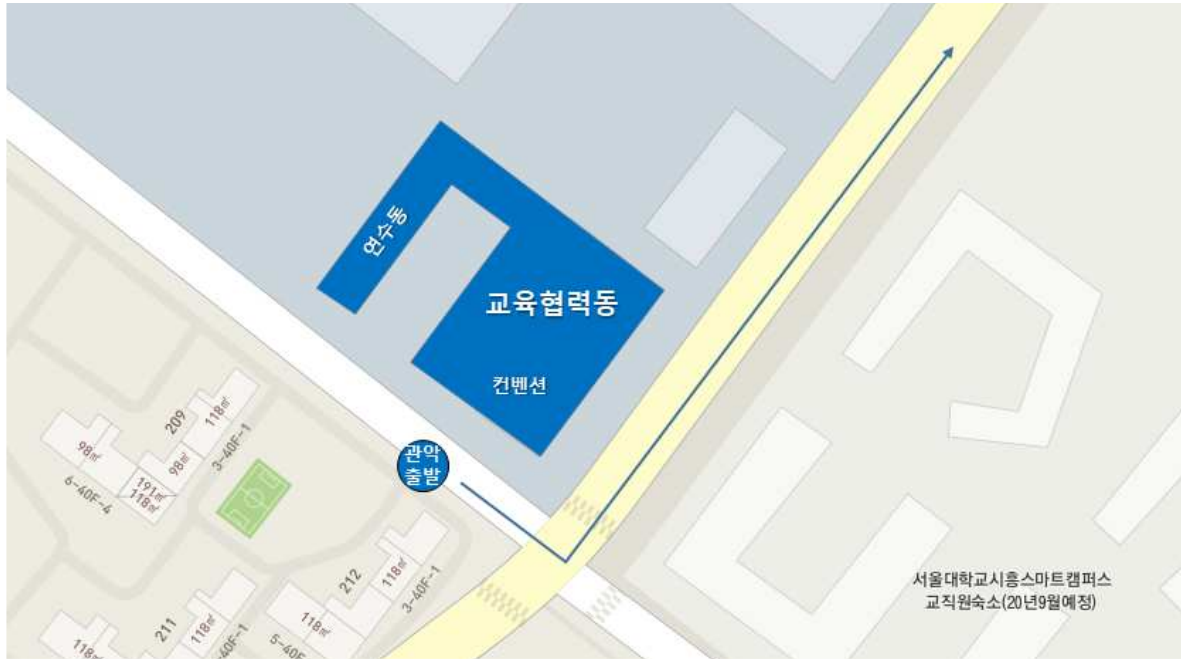 연수동
교육협력동
컨벤션
관악
출발
209
118㎡
98㎡
98㎡
3-40F-1
191㎡
118㎡
6-40F-4
212
118㎡
3-40F-1
118㎡
211
118㎡
5-40F
-40F-1
118㎡
서울대학교시흥스마트캠퍼스
교직원숙소(20년9월예정)